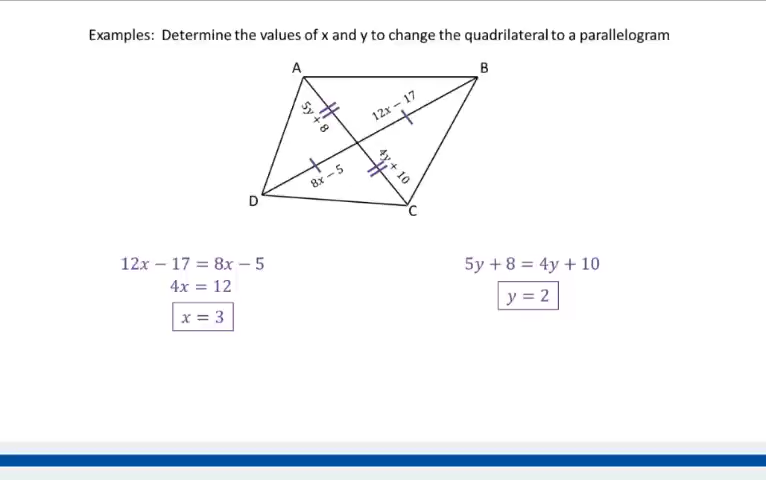 Examples: Determine the values of x and y to change the quadrilateral to a parallelogram
A
B
5y + 8
12x − 17
8x − 5
4y + 10
D
C
12x − 17 = 8x − 5
4x = 12
x = 3
5y + 8 = 4y + 10
y = 2